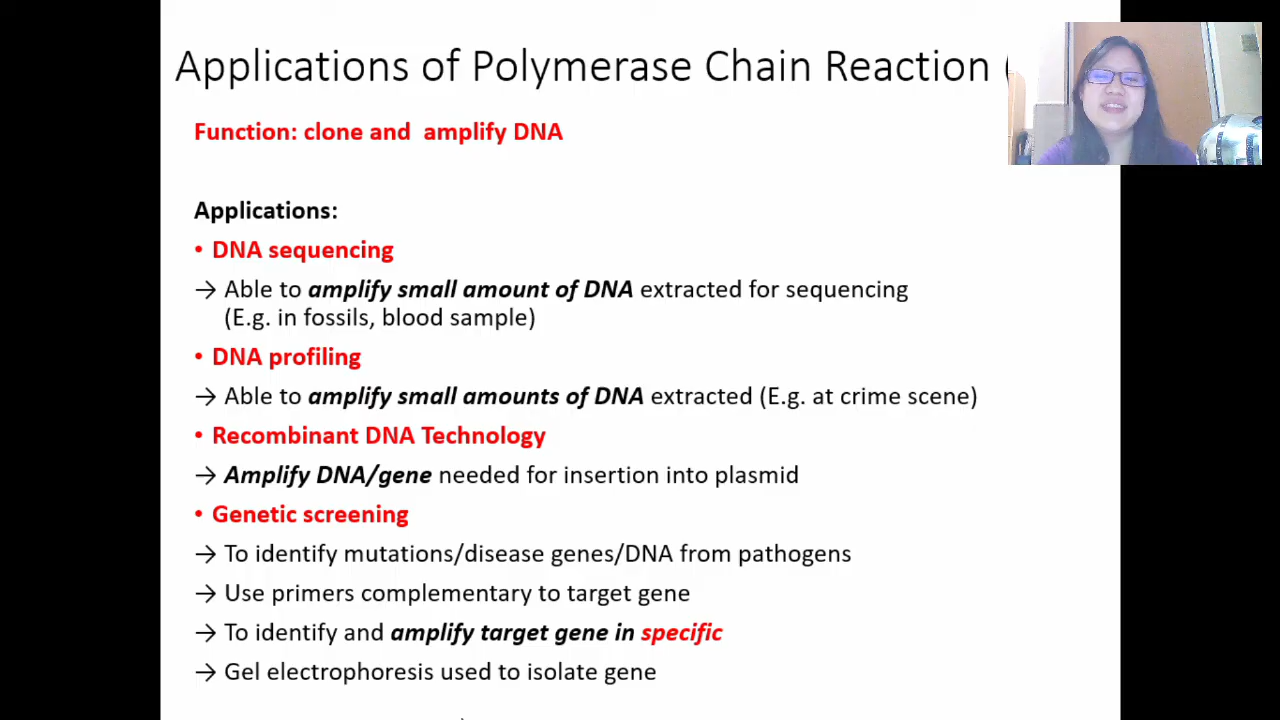 Applications of Polymerase Chain Reaction (
Function: clone and amplify DNA
Applications:
• DNA sequencing
→ Able to amplify small amount of DNA extracted for sequencing
(E.g. in fossils, blood sample)
• DNA profiling
→ Able to amplify small amounts of DNA extracted (E.g. at crime scene)
• Recombinant DNA Technology
→ Amplify DNA/gene needed for insertion into plasmid
• Genetic screening
→ To identify mutations/disease genes/DNA from pathogens
→ Use primers complementary to target gene
→ To identify and amplify target gene in specific
→ Gel electrophoresis used to isolate gene